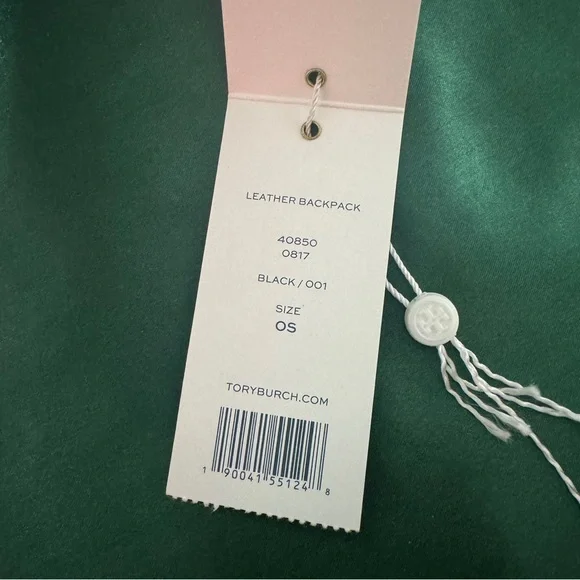 LEATHER BACKPACK
40850
0817
BLACK / 001
SIZE
OS
TORYBURCH.COM
1 90041 55124 8